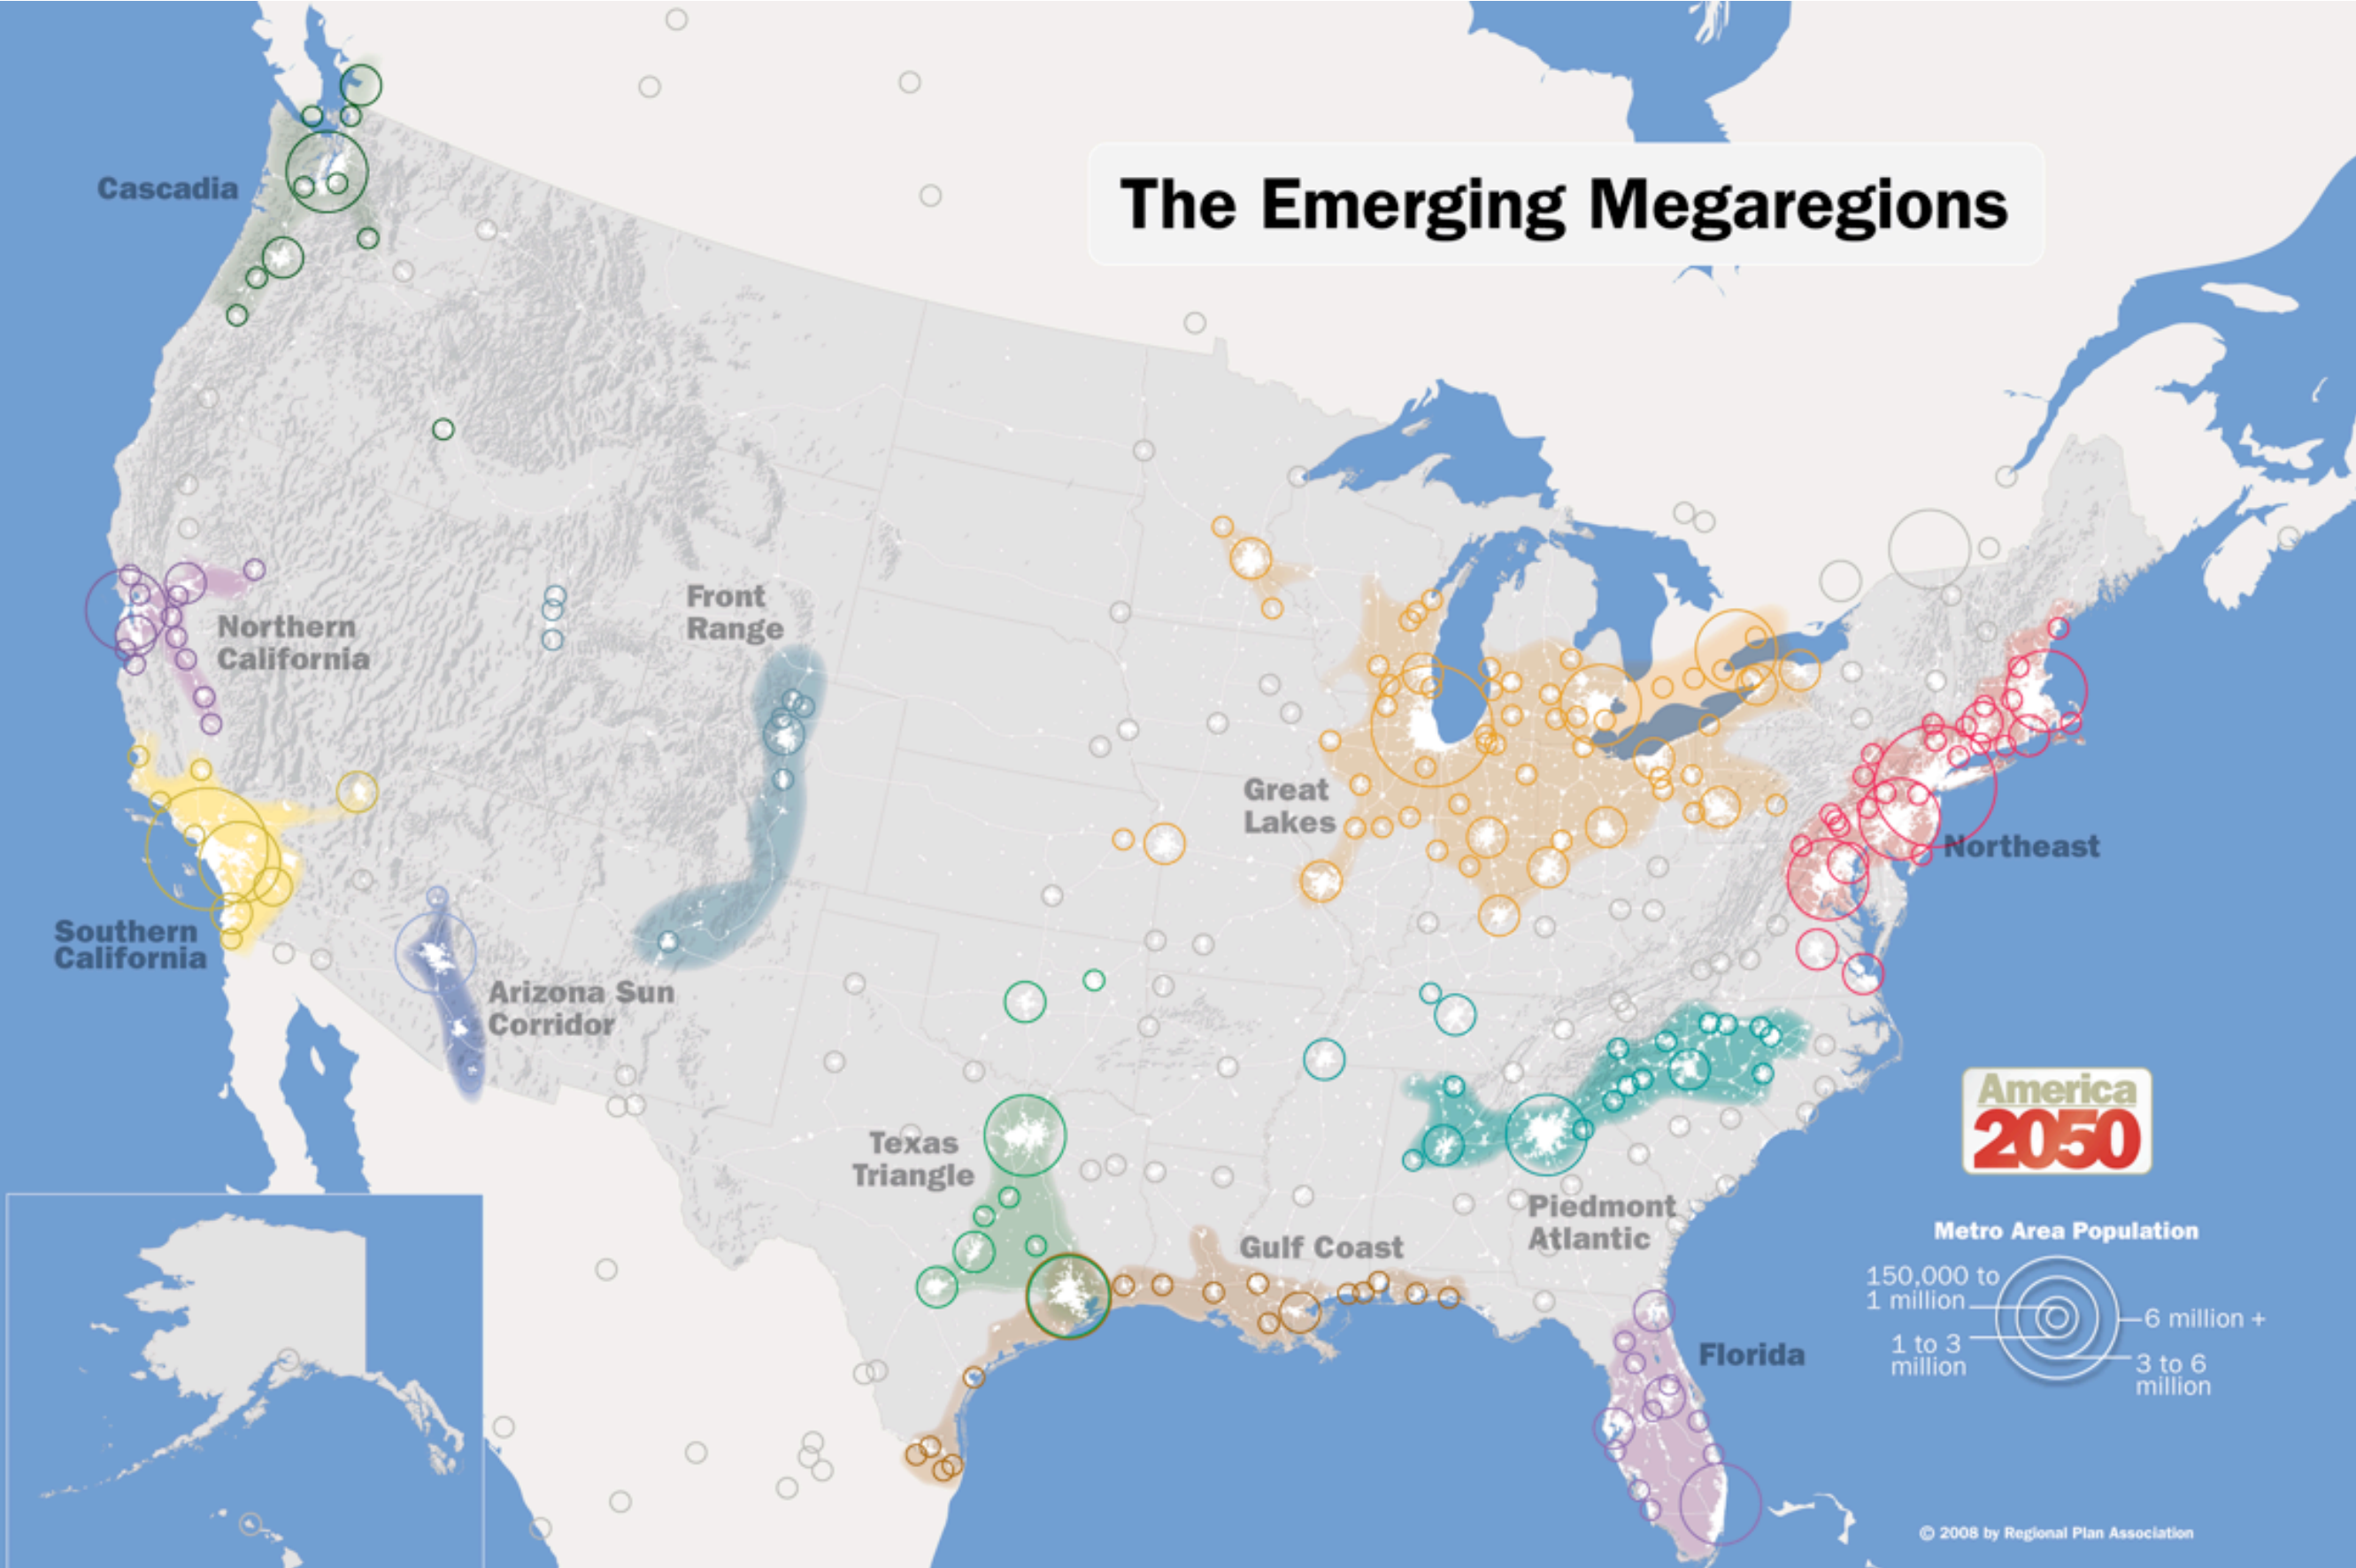 The Emerging Megaregions
Cascadia
Front
Range
Northern
California
Great
Lakes
Northeast
Southern
California
Arizona Sun
Corridor
Texas
Triangle
Gulf Coast
Piedmont
Atlantic
Florida
America
2050
Metro Area Population
150,000 to
1 million
1 to 3
million
6 million +
3 to 6
million
© 2008 by Regional Plan Association